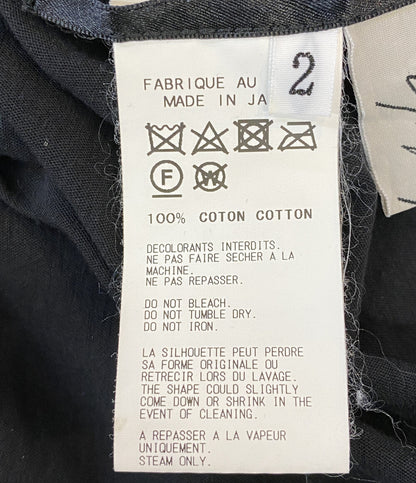 FABRIQUE AU
2
MADE IN JA
F
W
100% COTON COTTON
DECOLORANTS INTERDITS.
NE PAS FAIRE SECHER A LA
MACHINE.
NE PAS REPASSER.
DO NOT BLEACH.
DO NOT TUMBLE DRY.
DO NOT IRON.
LA SILHOUETTE PEUT PERDRE
SA FORME ORIGINALE OU
RETRECIR LORS DU LAVAGE.
THE SHAPE COULD SLIGHTLY
COME DOWN OR SHRINK IN THE
EVENT OF CLEANING.
A REPASSER A LA VAPEUR
UNIQUEMENT.
STEAM ONLY.